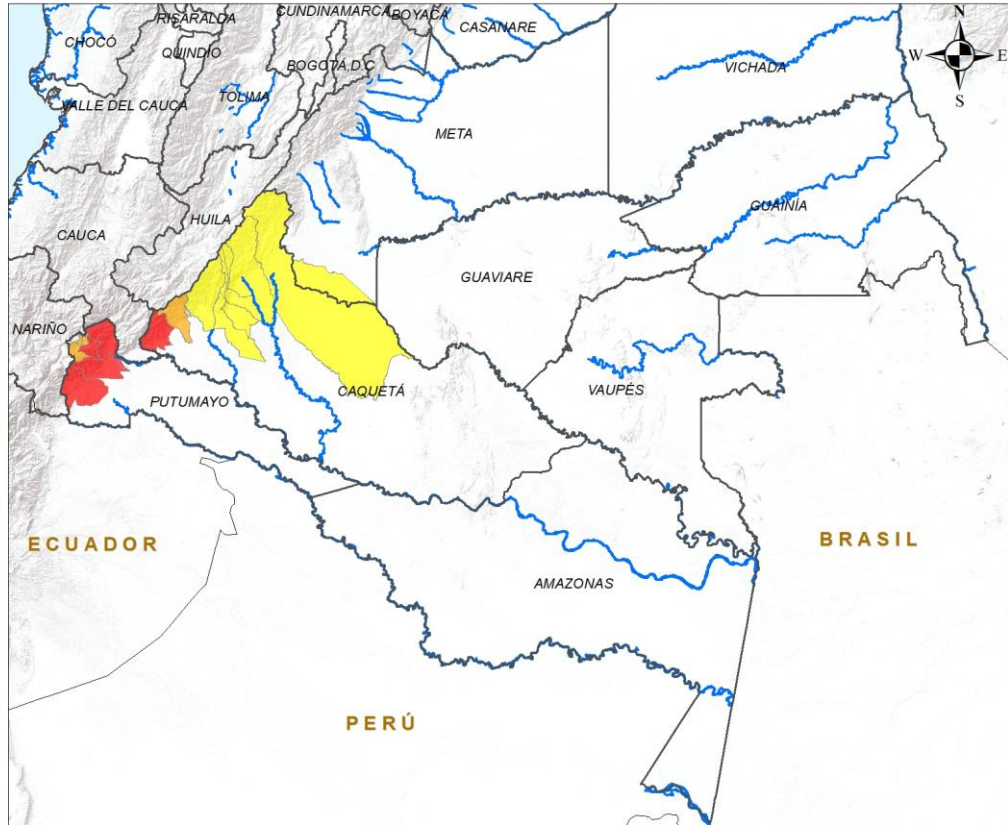 CUNDINAMARCA
BOYACÁ
RISARALDA
CASANARE
N
CHOCÓ
QUINDÍO
BOGOTÁ D.C
W
E
VICHADA
S
VALLE DEL CAUCA
TOLIMA
META
HUILA
GUAINÍA
CAUCA
GUAVIARE
NARIÑO
PUTUMAYO
CAQUETÁ
VAUPÉS
ECUADOR
BRASIL
AMAZONAS
PERÚ